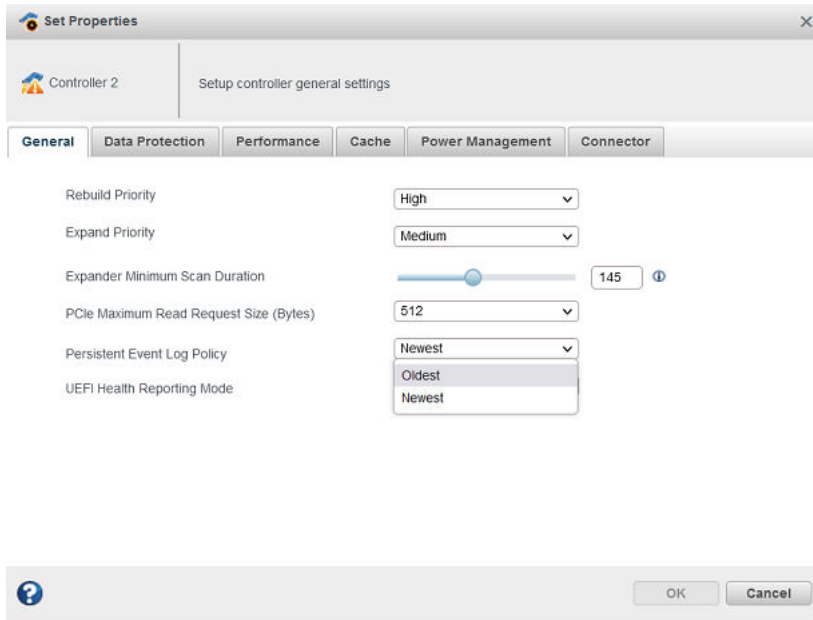 Set Properties
Controller 2
Setup controller general settings
General Data Protection Performance Cache Power Management Connector
Rebuild Priority High
Expand Priority Medium
Expander Minimum Scan Duration 145
PCIe Maximum Read Request Size (Bytes) 512
Persistent Event Log Policy Newest
Oldest
UEFI Health Reporting Mode
Newest
OK Cancel